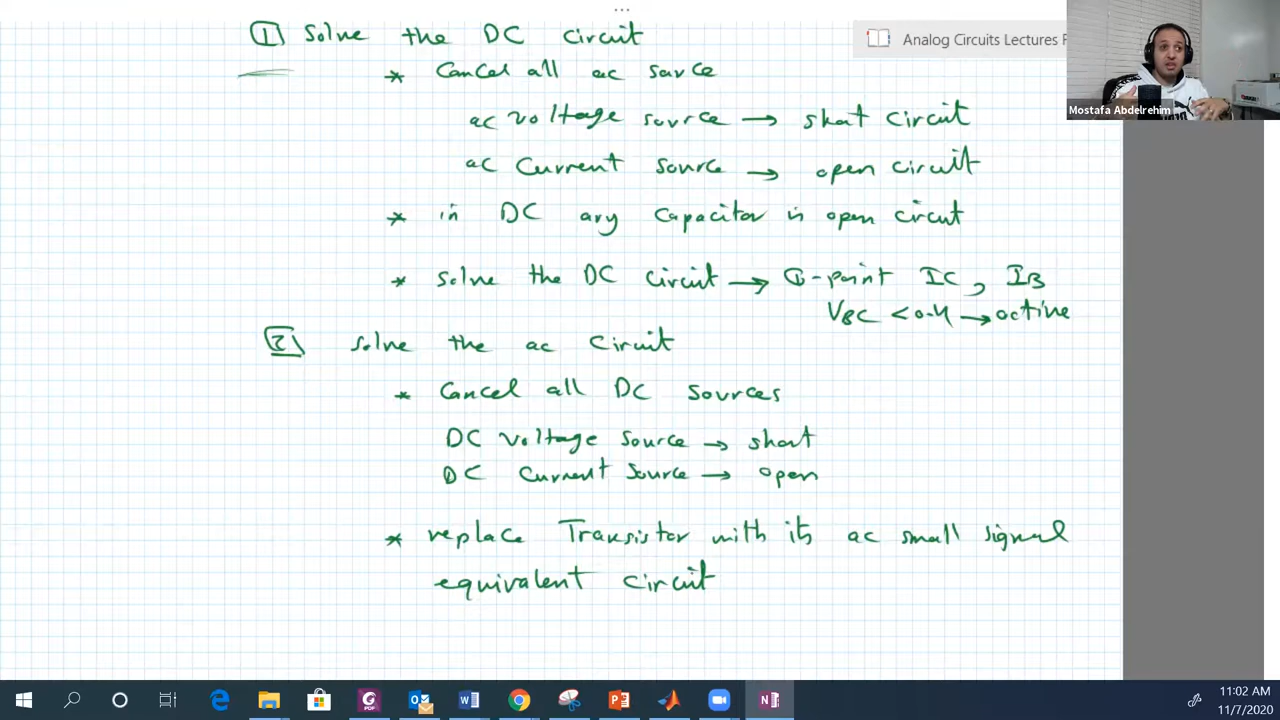 ...
1 Solve the DC circuit
Analog Circuits Lectures F
* Cancel all ac source
ac voltage source → short circuit
Mostafa Abdelrehim
ac Current source → open circuit
* in DC any capacitor is open circuit
* solve the DC circuit → Q-point IC, IB
VBC < 0.4 → active
2 solve the ac circuit
* Cancel all DC sources
DC voltage source → short
DC Current source → open
* replace Transistor with its ac small signal
equivalent circuit
11:02 AM
11/7/2020